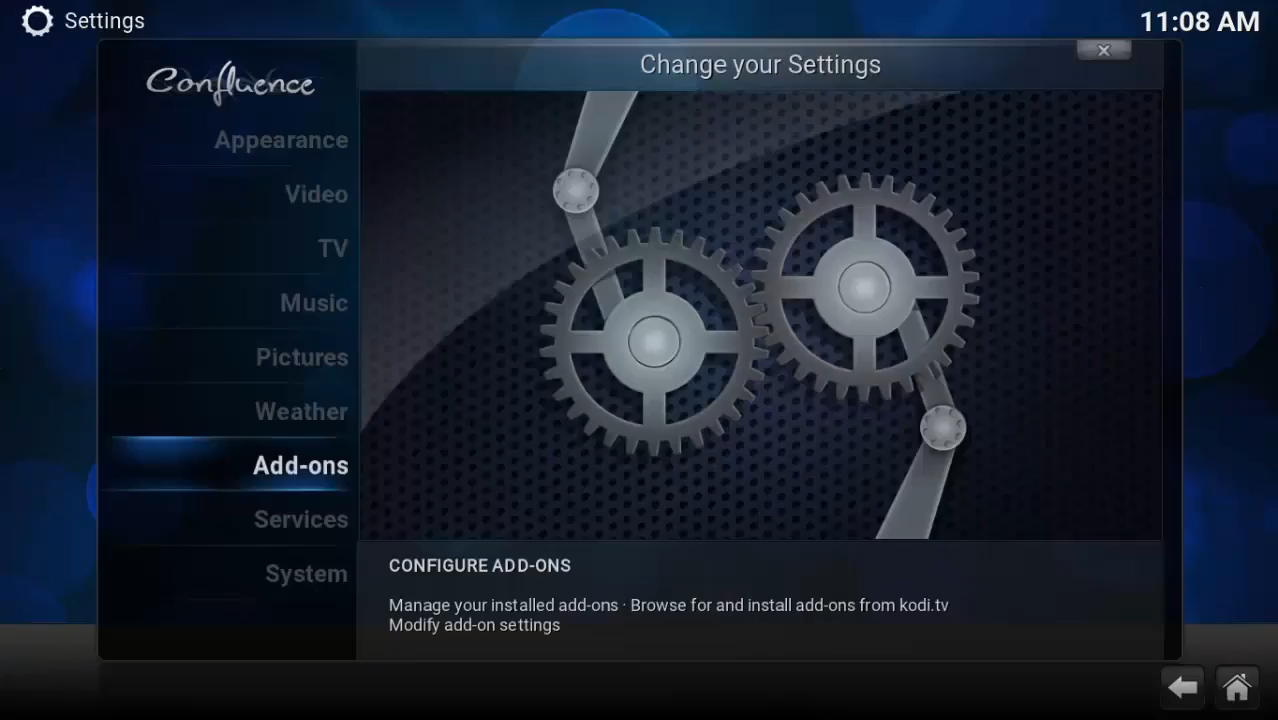 Settings
11:08 AM
Confluence
Change your Settings
Appearance
Video
TV
Music
Pictures
Weather
Add-ons
Services
System
CONFIGURE ADD-ONS
Manage your installed add-ons · Browse for and install add-ons from kodi.tv
Modify add-on settings